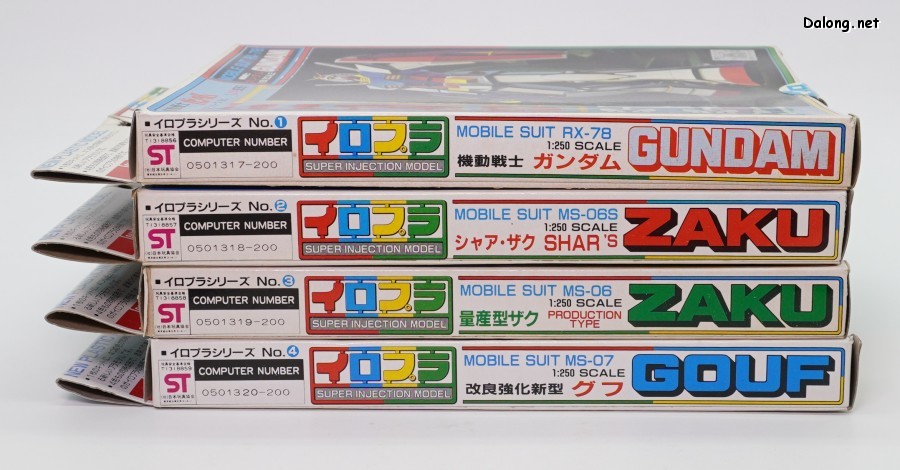 Dalong.net
■ イロプラシリーズ No.1
T:318856
ST
COMPUTER NUMBER
0501317-200
イロプラ
SUPER INJECTION MODEL
MOBILE SUIT RX-78
1:250 SCALE
機動戦士 ガンダム
GUNDAM
■ イロプラシリーズ No.2
T:318857
ST
COMPUTER NUMBER
0501318-200
イロプラ
SUPER INJECTION MODEL
MOBILE SUIT MS-06S
1:250 SCALE
シャア・ザク SHAR'S
ZAKU
■ イロプラシリーズ No.3
T:318858
ST
COMPUTER NUMBER
0501319-200
イロプラ
SUPER INJECTION MODEL
MOBILE SUIT MS-06
1:250 SCALE
量産型ザク PRODUCTION TYPE
ZAKU
■ イロプラシリーズ No.4
T:318859
ST
COMPUTER NUMBER
0501320-200
イロプラ
SUPER INJECTION MODEL
MOBILE SUIT MS-07
1:250 SCALE
改良強化新型 グフ
GOUF